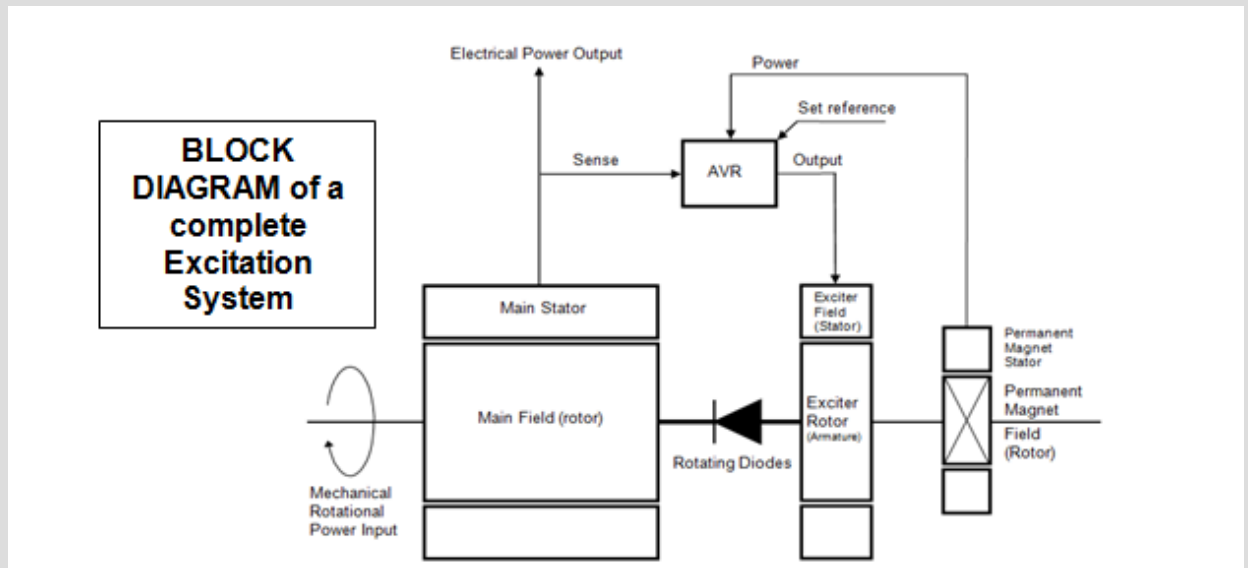 Electrical Power Output
Power
Set reference
BLOCK
DIAGRAM of a
complete
Excitation
System
Sense
AVR
Output
Main Stator
Exciter
Field
(Stator)
Permanent
Magnet
Stator
Main Field (rotor)
Rotating Diodes
Exciter
Rotor
(Armature)
Permanent
Magnet
Field
(Rotor)
Mechanical
Rotational
Power Input